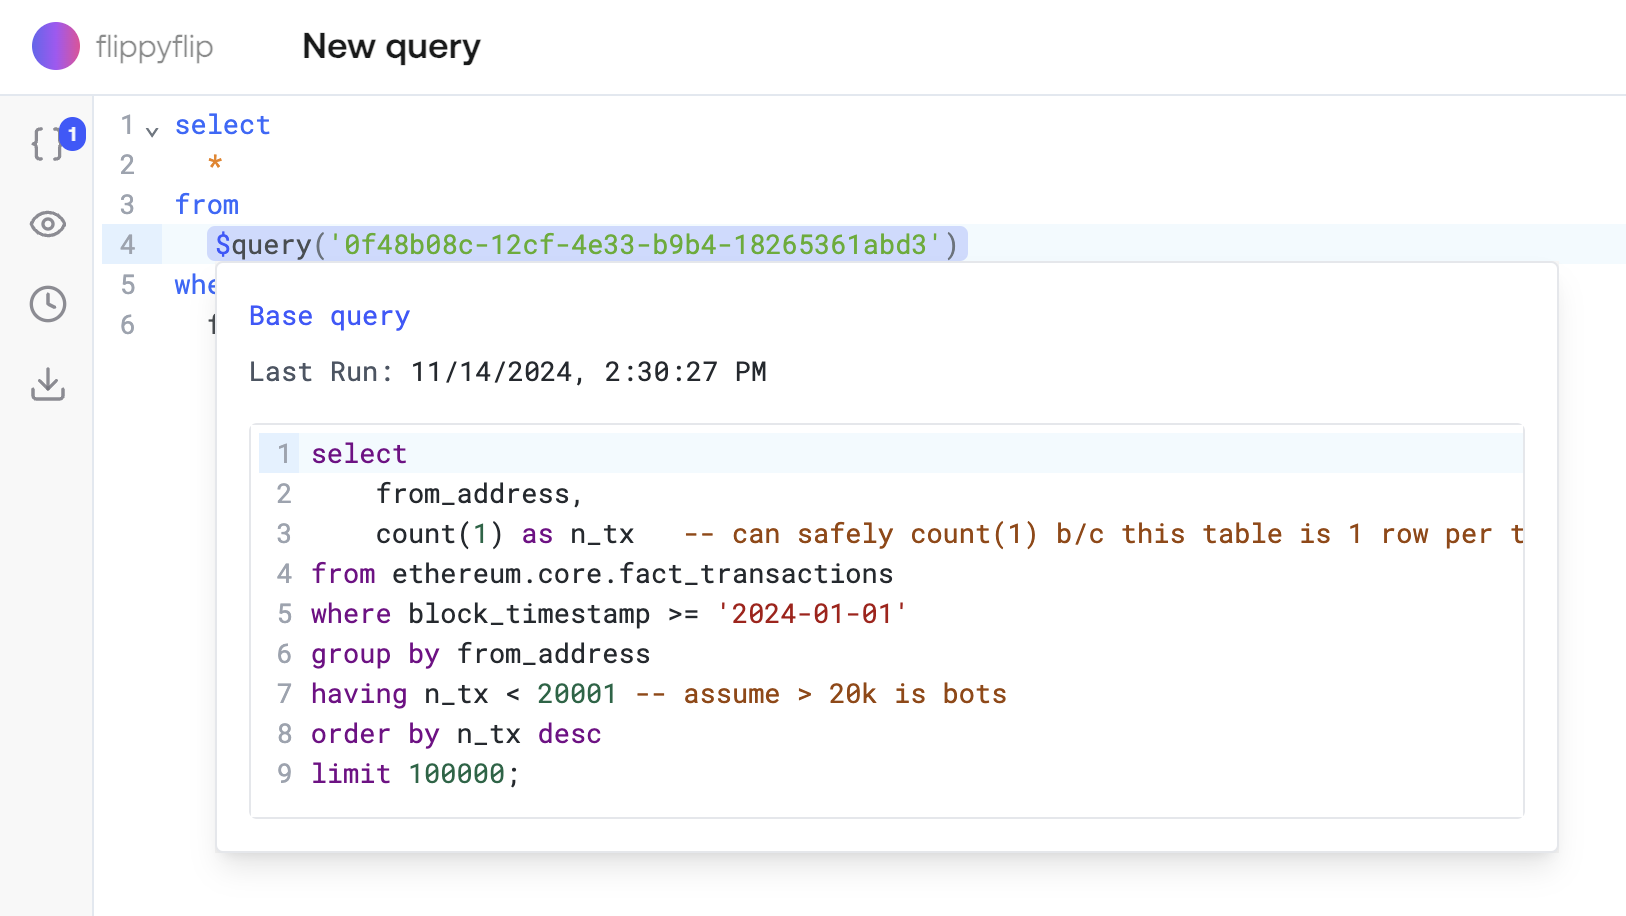 flippyflip
New query
1
1 select
2 *
3 from
4 $query('0f48b08c-12cf-4e33-b9b4-18265361abd3')
5
6
Base query
Last Run: 11/14/2024, 2:30:27 PM
1 select
2 from_address,
3 count(1) as n_tx -- can safely count(1) b/c this table is 1 row per
4 from ethereum.core.fact_transactions
5 where block_timestamp >= '2024-01-01'
6 group by from_address
7 having n_tx < 20001 -- assume > 20k is bots
8 order by n_tx desc
9 limit 100000;